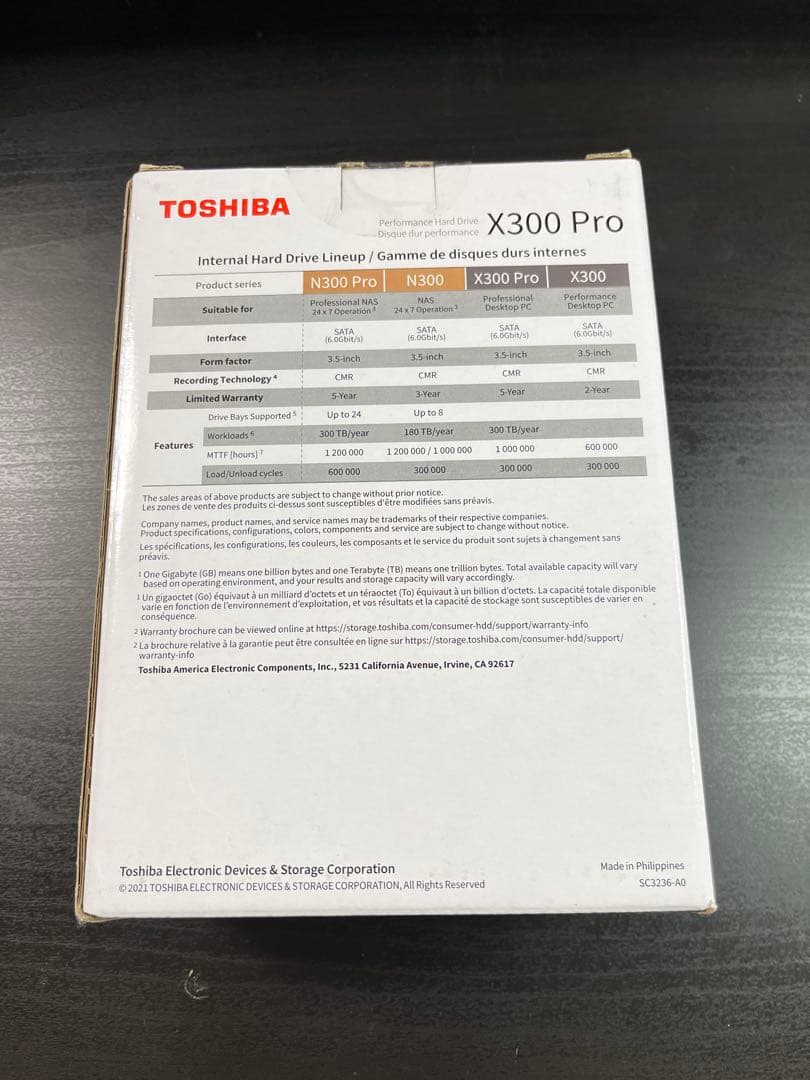 TOSHIBA
Performance Hard Drive
Disque dur performance
X300 Pro
Internal Hard Drive Lineup / Gamme de disques durs internes
Product series N300 Pro N300 X300 Pro X300
Suitable for Professional NAS 24 x 7 Operation ³ NAS 24 x 7 Operation ³ Professional Desktop PC Performance Desktop PC
Interface SATA (6.0Gbit/s) SATA (6.0Gbit/s) SATA (6.0Gbit/s) SATA (6.0Gbit/s)
Form factor 3.5-inch 3.5-inch 3.5-inch 3.5-inch
Recording Technology ⁴ CMR CMR CMR CMR
Limited Warranty 5-Year 3-Year 5-Year 2-Year
Features
Drive Bays Supported ⁵ Up to 24 Up to 8
Workloads ⁶ 300 TB/year 180 TB/year 300 TB/year
MTTF [hours] ⁷ 1 200 000 1 200 000 / 1 000 000 1 000 000 600 000
Load/Unload cycles 600 000 300 000 300 000 300 000
The sales areas of above products are subject to change without prior notice.
Les zones de vente des produits ci-dessus sont susceptibles d'être modifiées sans préavis.
Company names, product names, and service names may be trademarks of their respective companies.
Product specifications, configurations, colors, components and service are subject to change without notice.
Les spécifications, les configurations, les couleurs, les composants et le service du produit sont sujets à changement sans
préavis.
¹ One Gigabyte (GB) means one billion bytes and one Terabyte (TB) means one trillion bytes. Total available capacity will vary
based on operating environment, and your results and storage capacity will vary accordingly.
¹ Un gigaoctet (Go) équivaut à un milliard d'octets et un téraoctet (To) équivaut à un billion d'octets. La capacité totale disponible
varie en fonction de l'environnement d'exploitation, et vos résultats et la capacité de stockage sont susceptibles de varier en
conséquence.
² Warranty brochure can be viewed online at https://storage.toshiba.com/consumer-hdd/support/warranty-info
² La brochure relative à la garantie peut être consultée en ligne sur https://storage.toshiba.com/consumer-hdd/support/
warranty-info
Toshiba America Electronic Components, Inc., 5231 California Avenue, Irvine, CA 92617
Toshiba Electronic Devices & Storage Corporation
© 2021 TOSHIBA ELECTRONIC DEVICES & STORAGE CORPORATION, All Rights Reserved
Made in Philippines
SC3236-A0